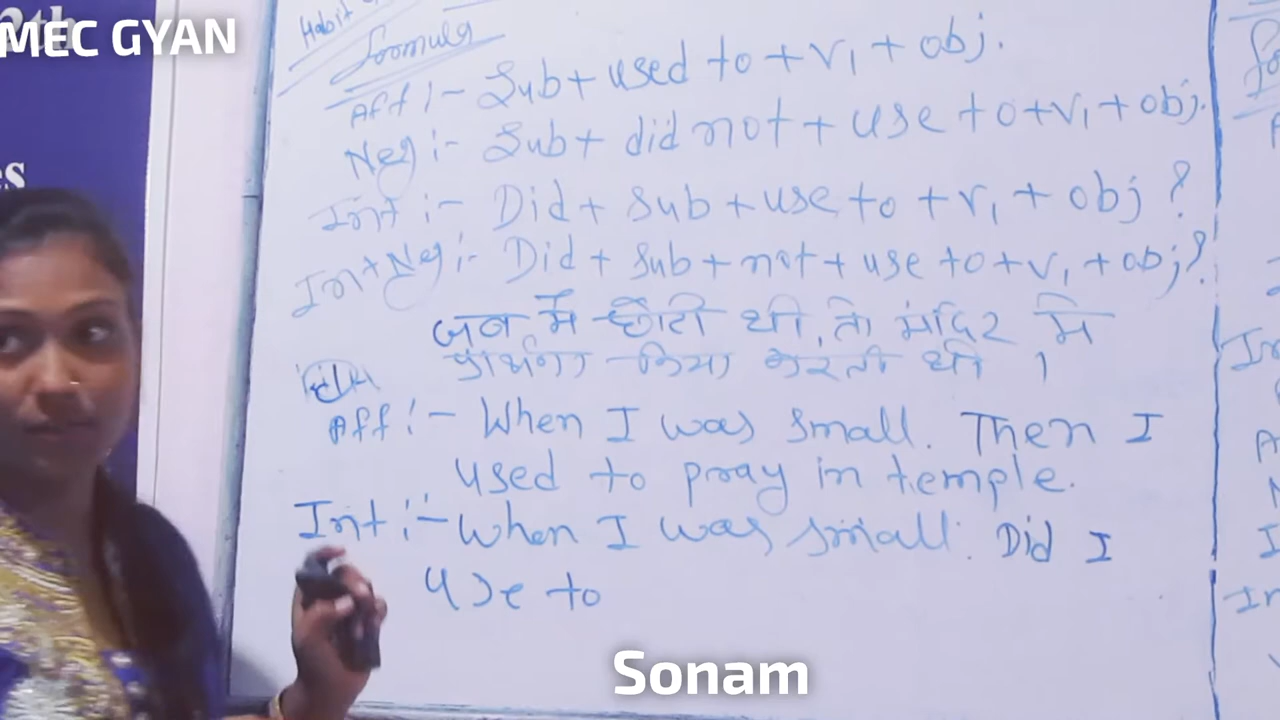 MEC GYAN
Habit
Formula
Aff :- Sub + used to + V1 + obj.
Neg :- Sub + did not + use to + V1 + obj.
Int :- Did + Sub + use to + V1 + obj ?
Int Neg :- Did + Sub + not + use to + V1 + obj ?
जब मैं छोटी थी, तो मंदिर में
प्रार्थना किया करती थी ।
Aff :- When I was small. Then I
used to pray in temple.
Int :- When I was small. Did I
use to
Sonam